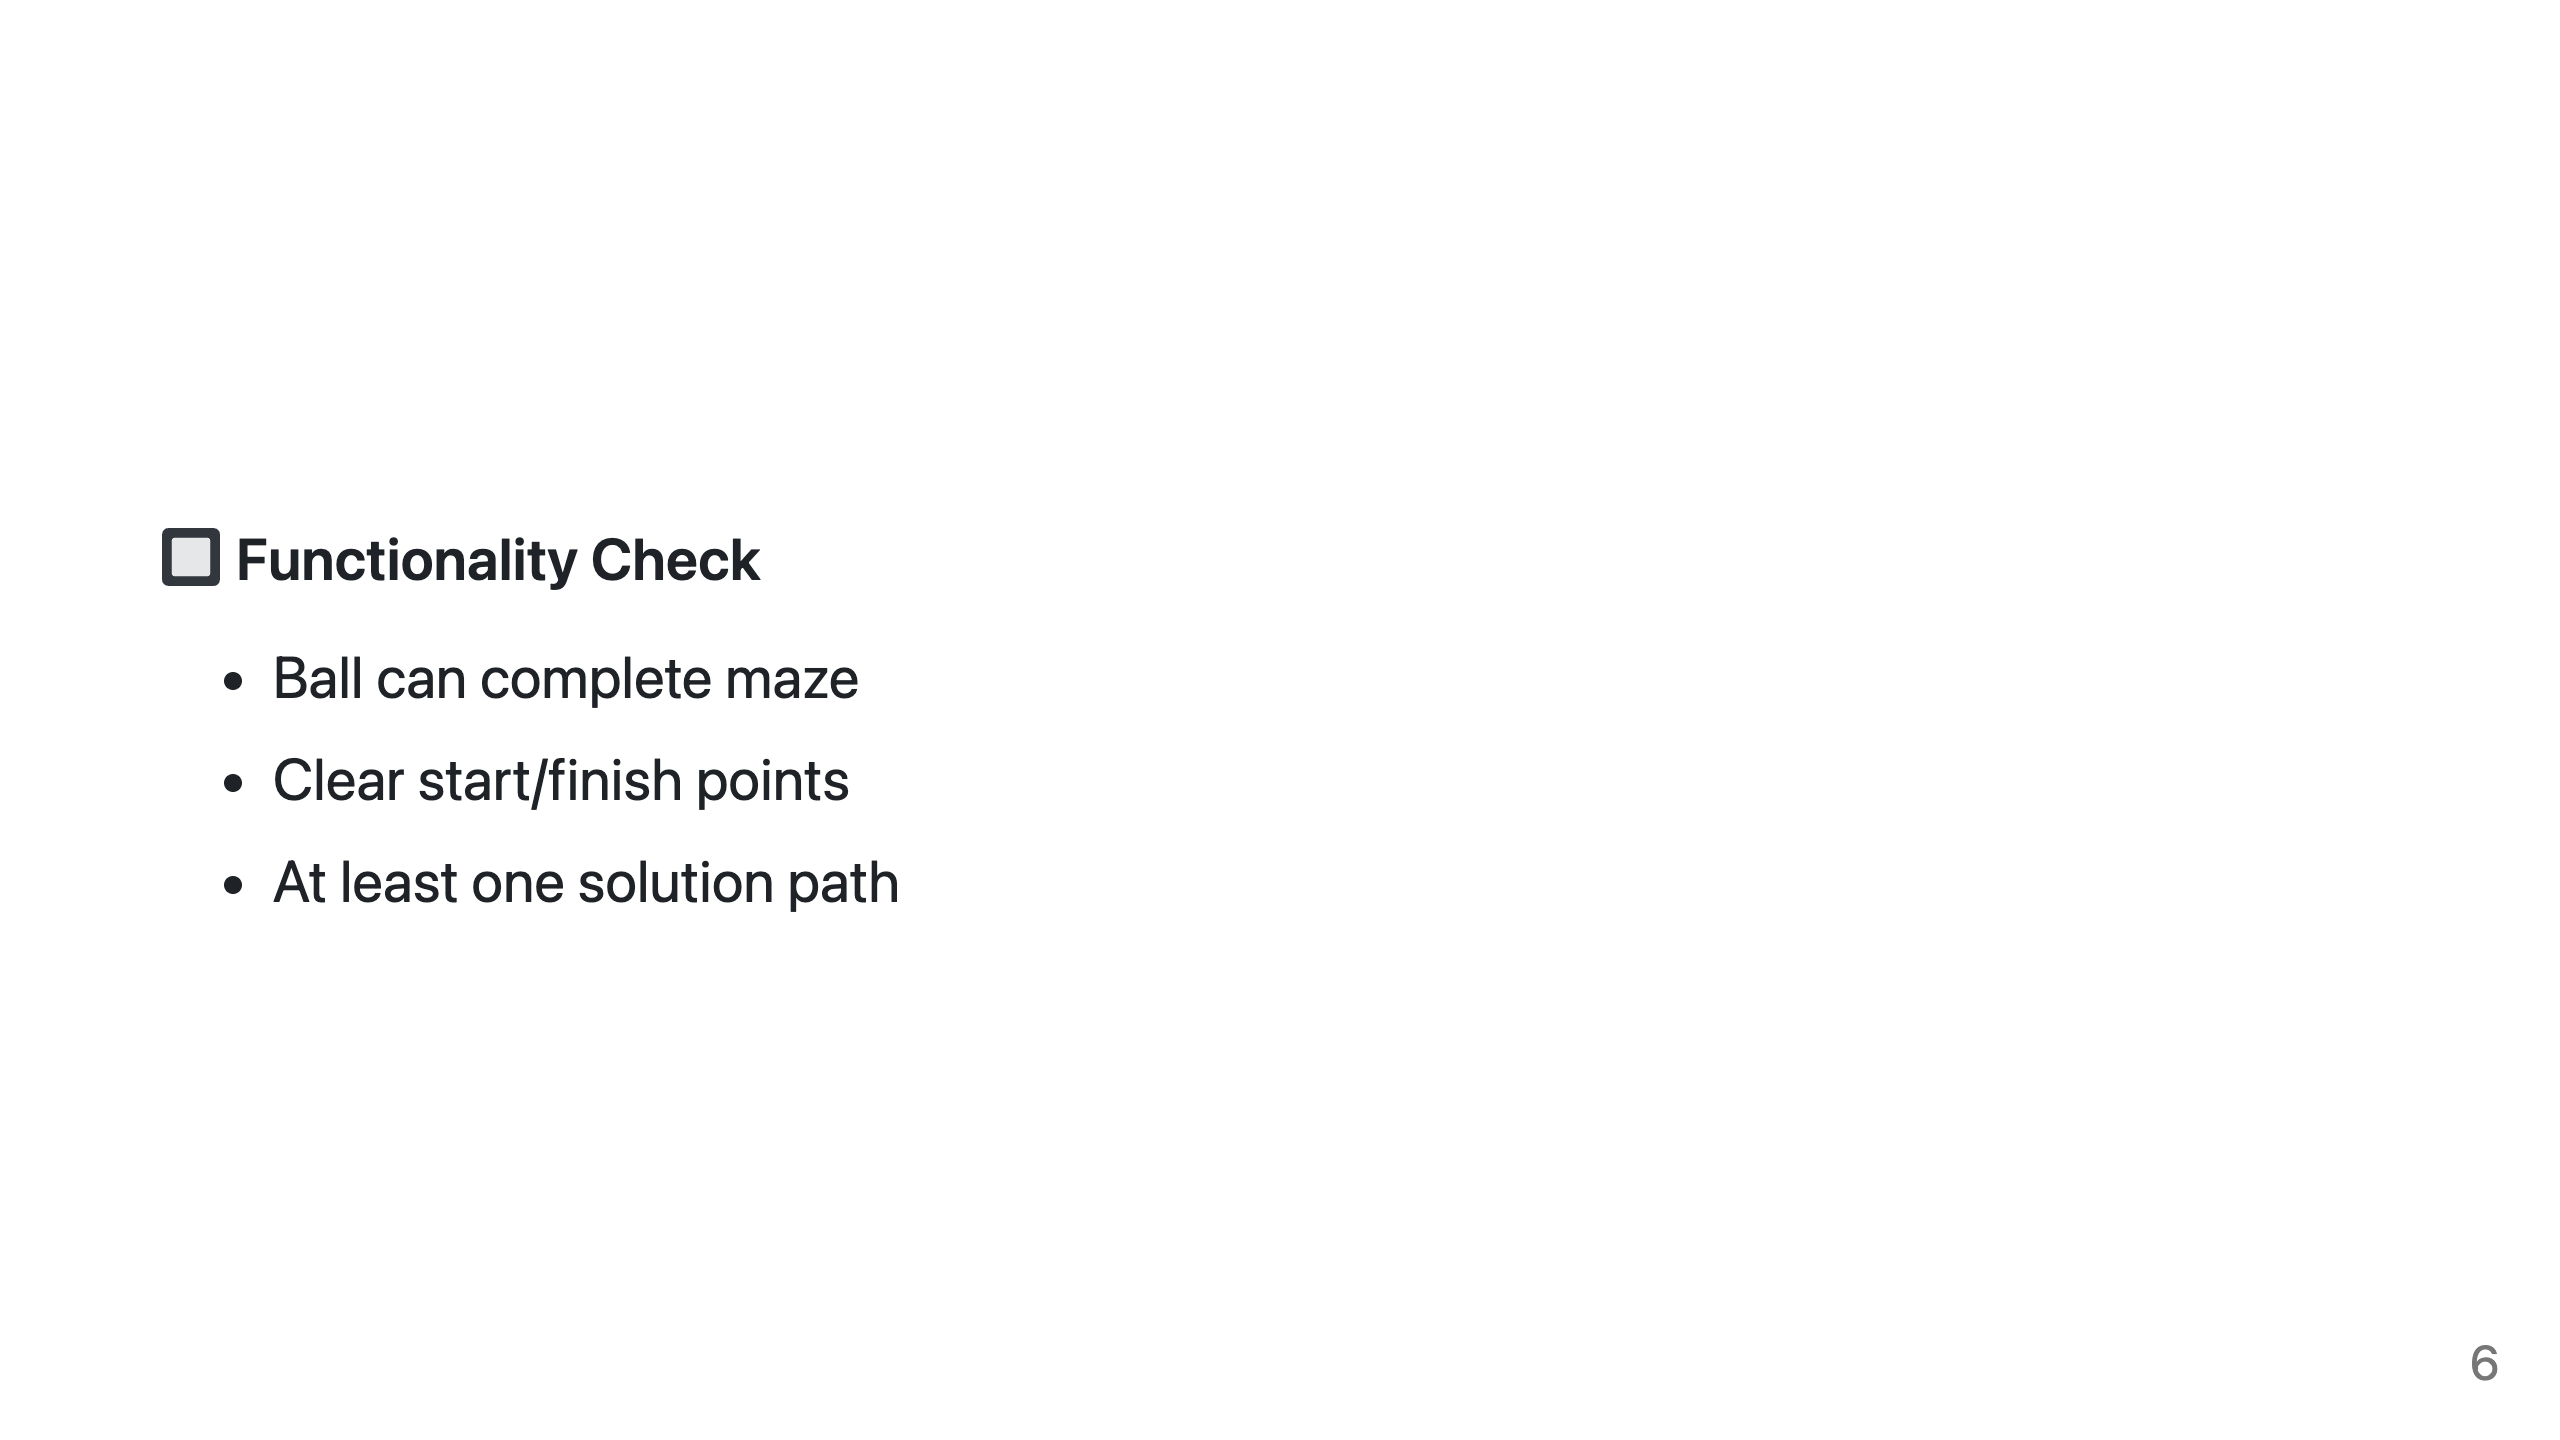 Functionality Check
Ball can complete maze
Clear start/finish points
At least one solution path
6